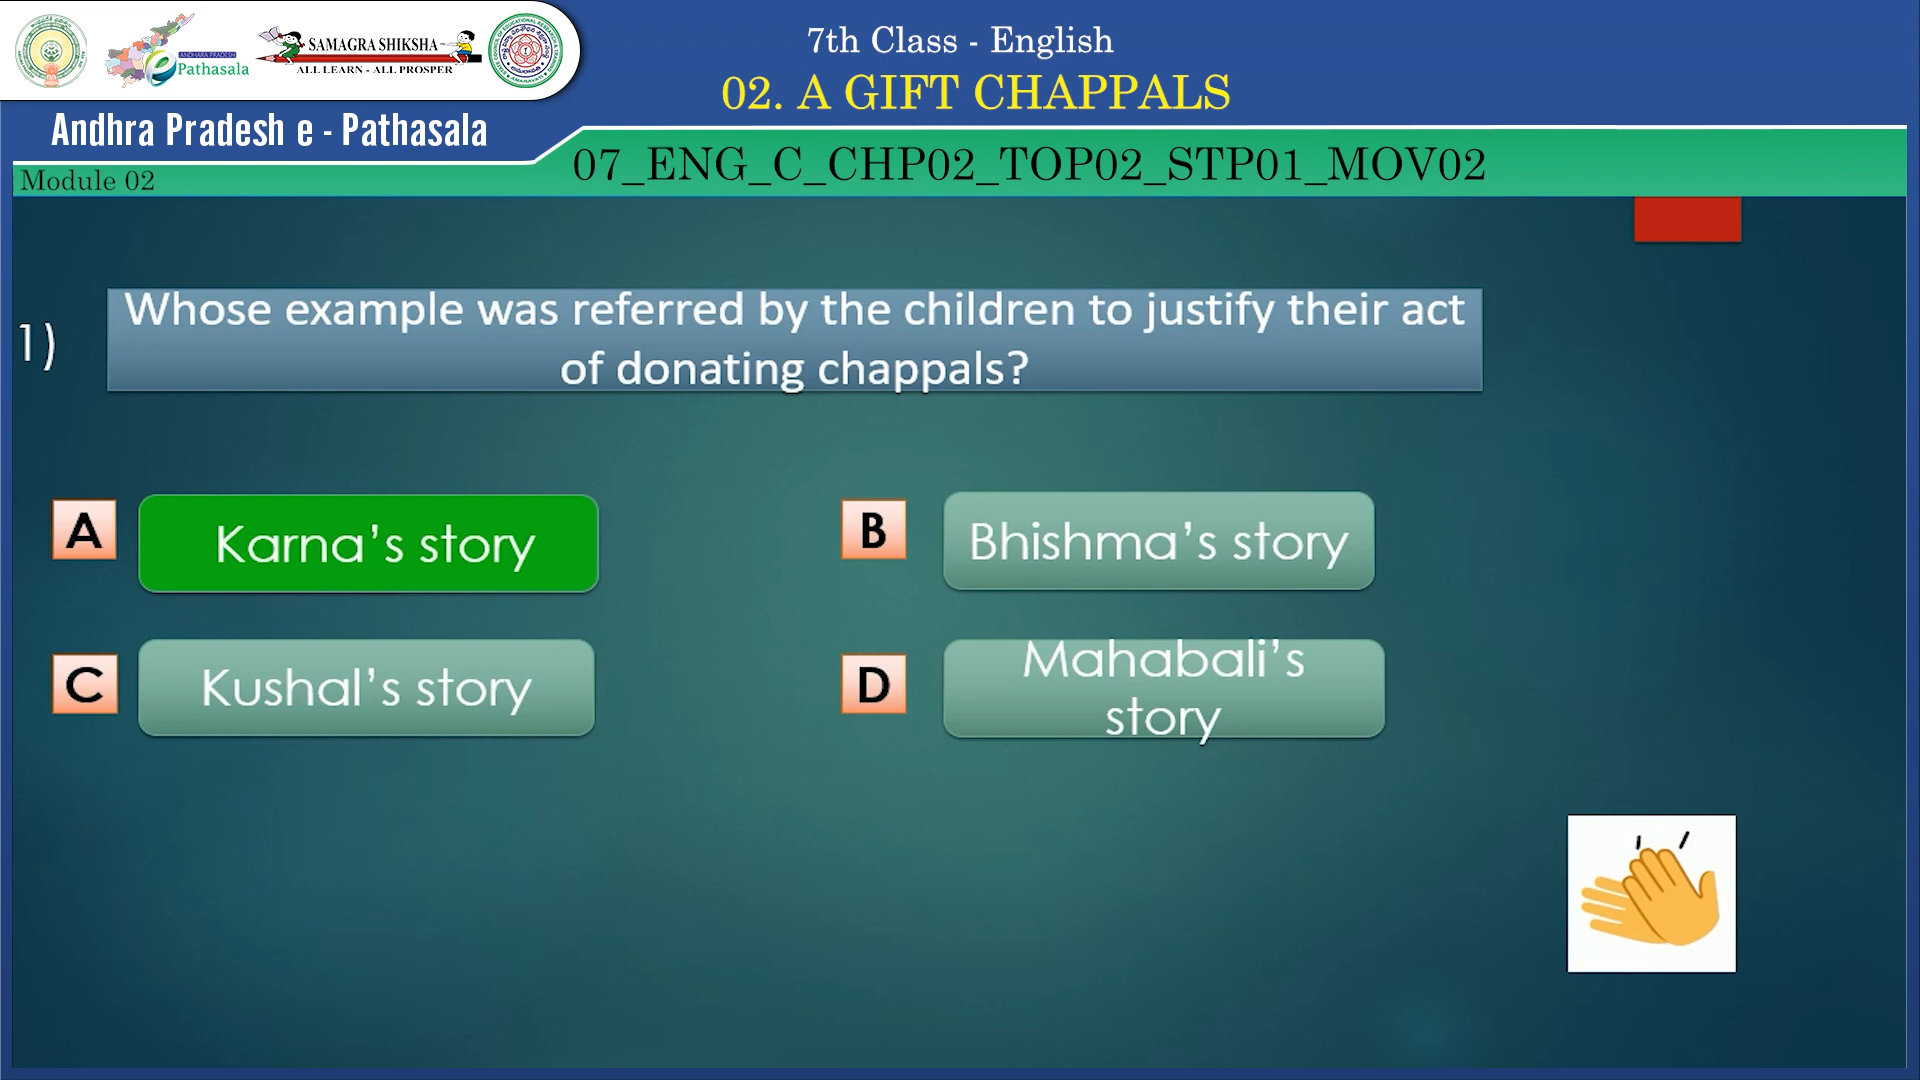 ANDHRA PRADESH
e Pathasala
SAMAGRA SHIKSHA
ALL LEARN - ALL PROSPER
Andhra Pradesh e - Pathasala
7th Class - English
02. A GIFT CHAPPALS
Module 02
07_ENG_C_CHP02_TOP02_STP01_MOV02
1)
Whose example was referred by the children to justify their act
of donating chappals?
A
Karna’s story
B
Bhishma’s story
C
Kushal’s story
D
Mahabali’s
story